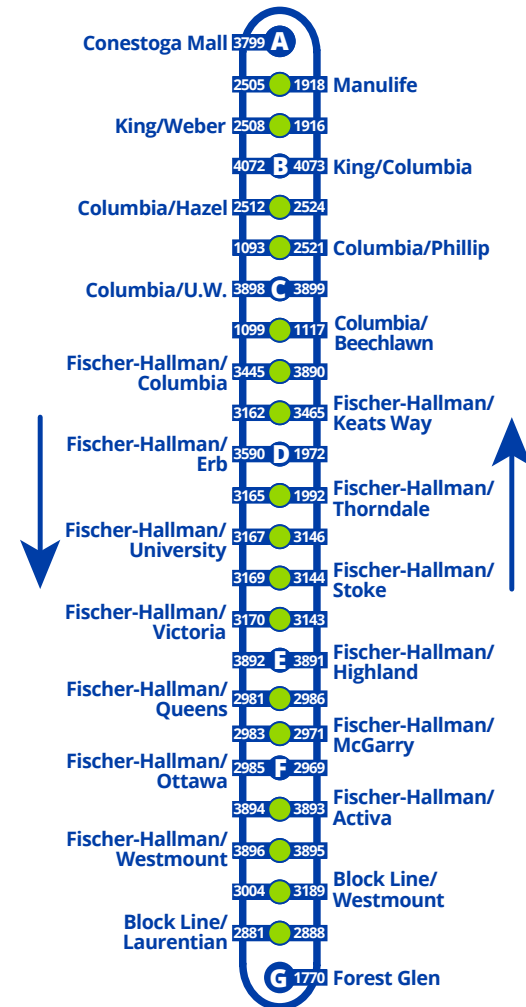 Conestoga Mall 3799 A
2505 1918 Manulife
King/Weber 2508 1916
4072 B 4073 King/Columbia
Columbia/Hazel 2512 2524
1093 2521 Columbia/Phillip
Columbia/U.W. 3898 C 3899
1099 1117 Columbia/
Beechlawn
Fischer-Hallman/
Columbia 3445 3890
3162 3465 Fischer-Hallman/
Keats Way
Fischer-Hallman/
Erb 3590 D 1972
3165 1992 Fischer-Hallman/
Thorndale
Fischer-Hallman/
University 3167 3146
3169 3144 Fischer-Hallman/
Stoke
Fischer-Hallman/
Victoria 3170 3143
3892 E 3891 Fischer-Hallman/
Highland
Fischer-Hallman/
Queens 2981 2986
2983 2971 Fischer-Hallman/
McGarry
Fischer-Hallman/
Ottawa 2985 F 2969
3894 3893 Fischer-Hallman/
Activa
Fischer-Hallman/
Westmount 3896 3895
3004 3189 Block Line/
Westmount
Block Line/
Laurentian 2881 2888
G 1770 Forest Glen